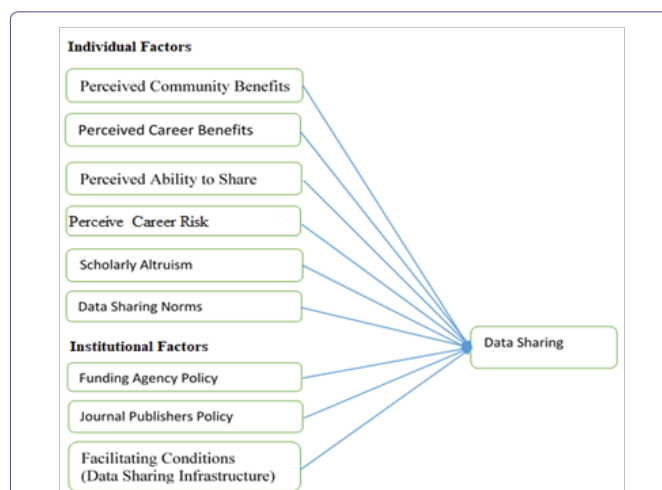 Individual Factors
Perceived Community Benefits
Perceived Career Benefits
Perceived Ability to Share
Perceive Career Risk
Scholarly Altruism
Data Sharing Norms
Data Sharing
Institutional Factors
Funding Agency Policy
Journal Publishers Policy
Facilitating Conditions
(Data Sharing Infrastructure)